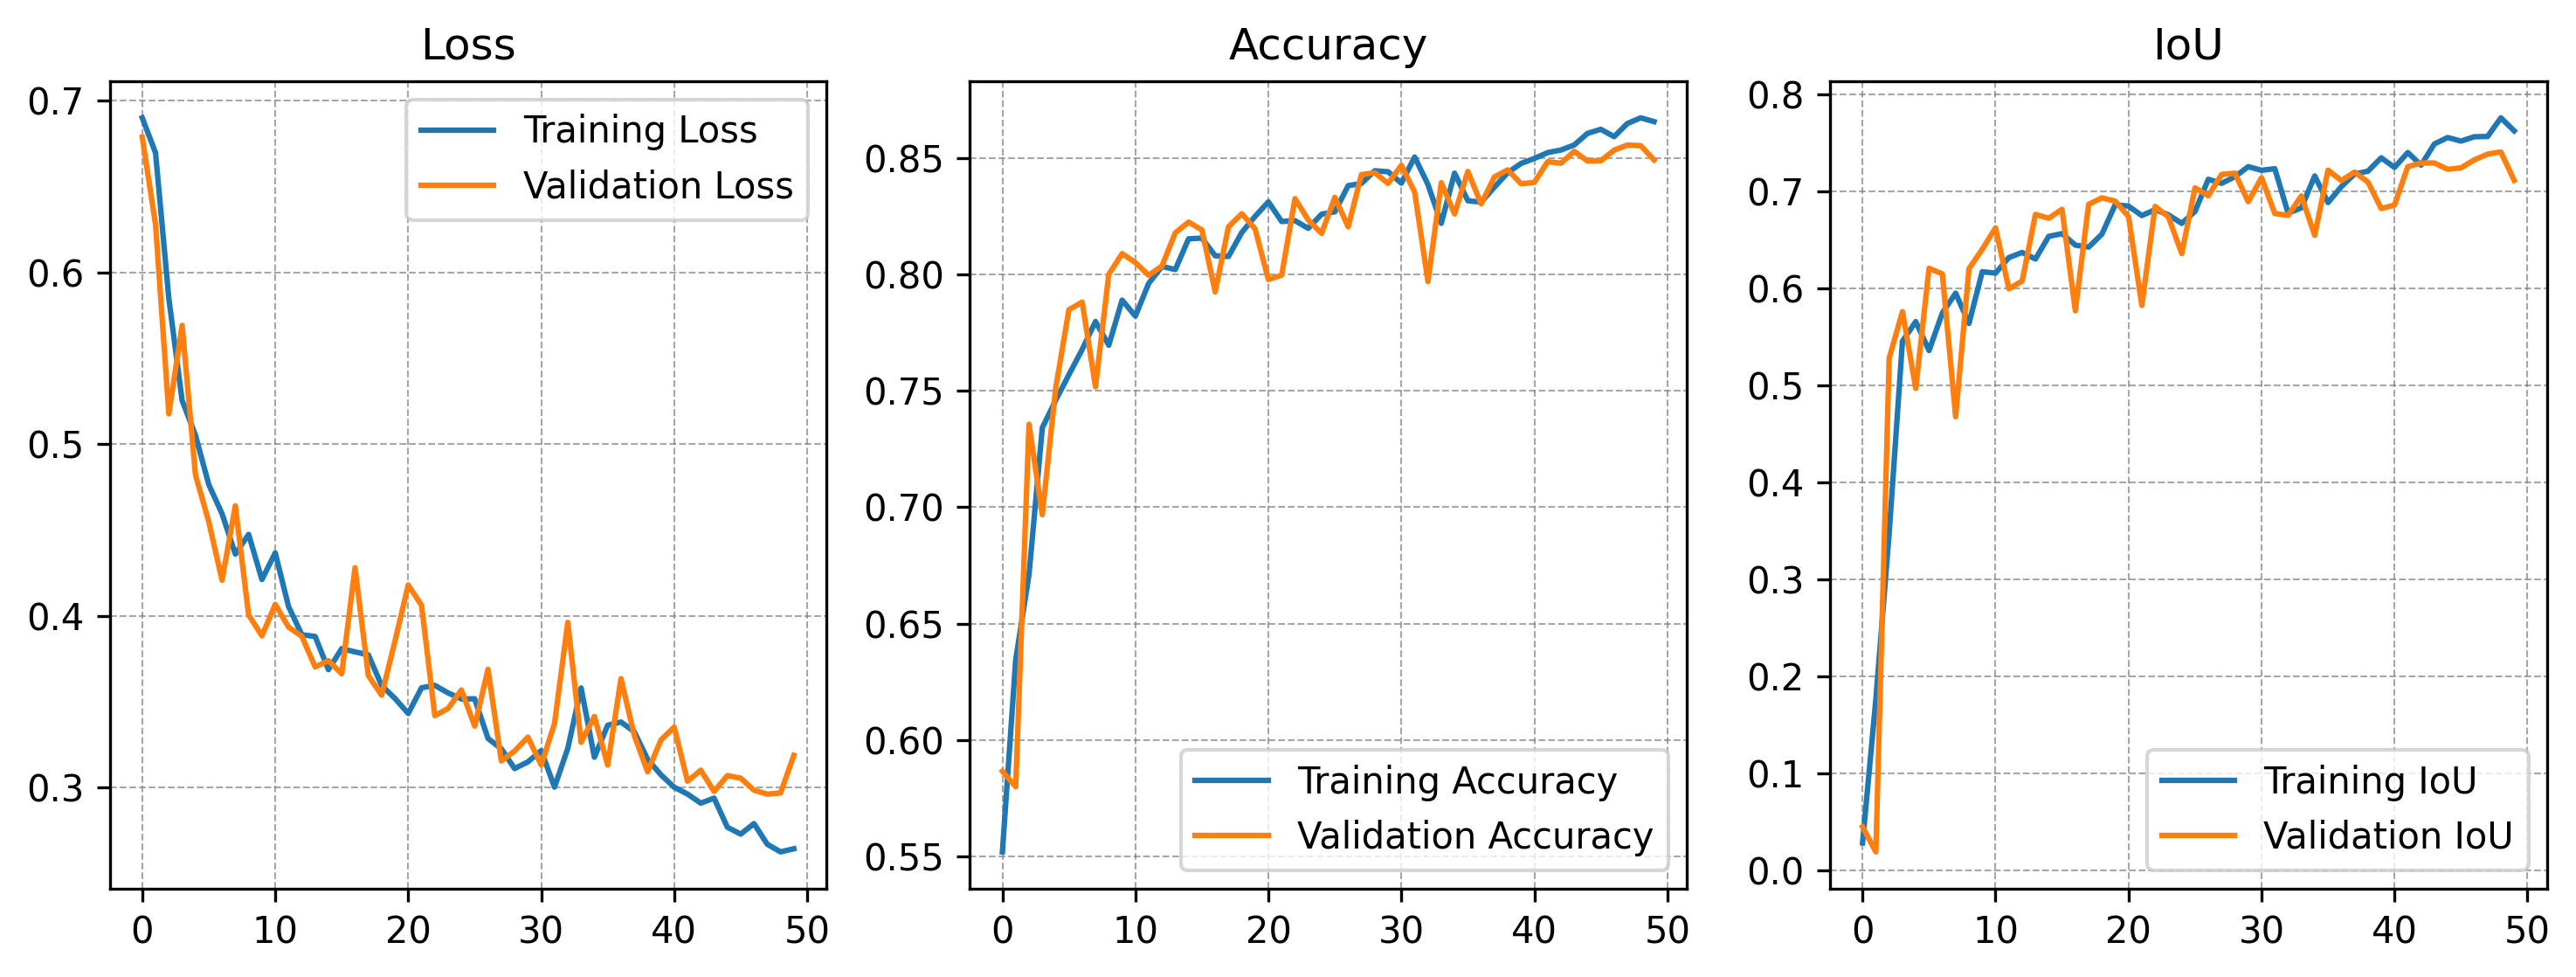 Loss
0.7
0.6
0.5
0.4
0.3
0 10 20 30 40 50
Training Loss
Validation Loss
Accuracy
0.85
0.80
0.75
0.70
0.65
0.60
0.55
0 10 20 30 40 50
Training Accuracy
Validation Accuracy
IoU
0.8
0.7
0.6
0.5
0.4
0.3
0.2
0.1
0.0
0 10 20 30 40 50
Training IoU
Validation IoU